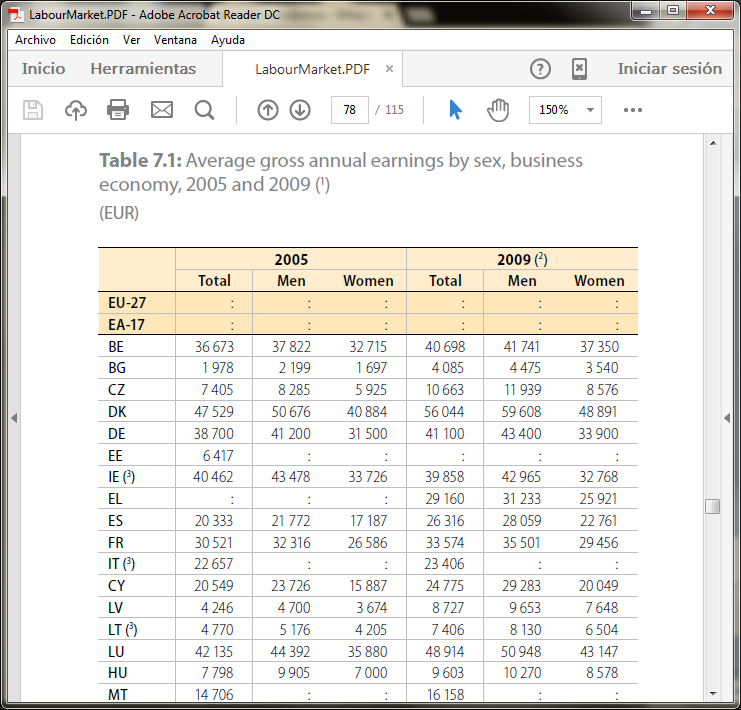 LabourMarket.PDF - Adobe Acrobat Reader DC
Archivo Edición Ver Ventana Ayuda
Inicio Herramientas LabourMarket.PDF × ? Iniciar sesión
78 / 115 150%
Table 7.1: Average gross annual earnings by sex, business
economy, 2005 and 2009 (¹)
(EUR)
2005 2009 (²)
Total Men Women Total Men Women
EU-27 : : : : : :
EA-17 : : : : : :
BE 36 673 37 822 32 715 40 698 41 741 37 350
BG 1 978 2 199 1 697 4 085 4 475 3 540
CZ 7 405 8 285 5 925 10 663 11 939 8 576
DK 47 529 50 676 40 884 56 044 59 608 48 891
DE 38 700 41 200 31 500 41 100 43 400 33 900
EE 6 417 : : : : :
IE (³) 40 462 43 478 33 726 39 858 42 965 32 768
EL : : : 29 160 31 233 25 921
ES 20 333 21 772 17 187 26 316 28 059 22 761
FR 30 521 32 316 26 586 33 574 35 501 29 456
IT (³) 22 657 : : 23 406 : :
CY 20 549 23 726 15 887 24 775 29 283 20 049
LV 4 246 4 700 3 674 8 727 9 653 7 648
LT (³) 4 770 5 176 4 205 7 406 8 130 6 504
LU 42 135 44 392 35 880 48 914 50 948 43 147
HU 7 798 9 905 7 000 9 603 10 270 8 578
MT 14 706 : : 16 158 : :